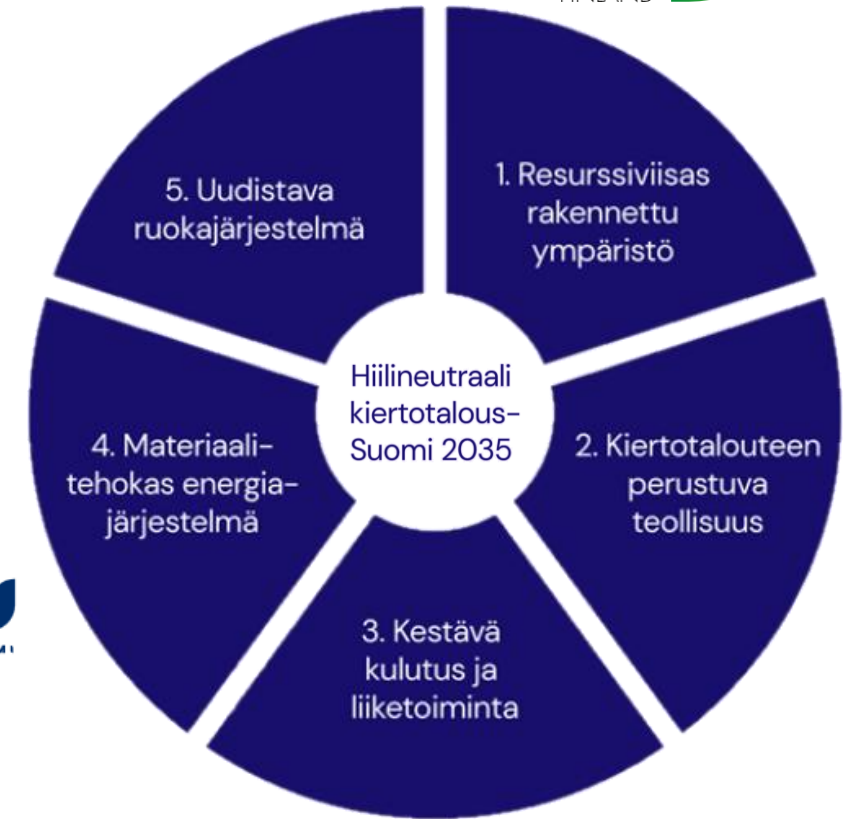 1. Resurssiviisas
rakennettu
ympäristö
2. Kiertotalouteen
perustuva
teollisuus
3. Kestävä
kulutus ja
liiketoiminta
4. Materiaali-
tehokas energia-
järjestelmä
5. Uudistava
ruokajärjestelmä
Hiilineutraali
kiertotalous-
Suomi 2035